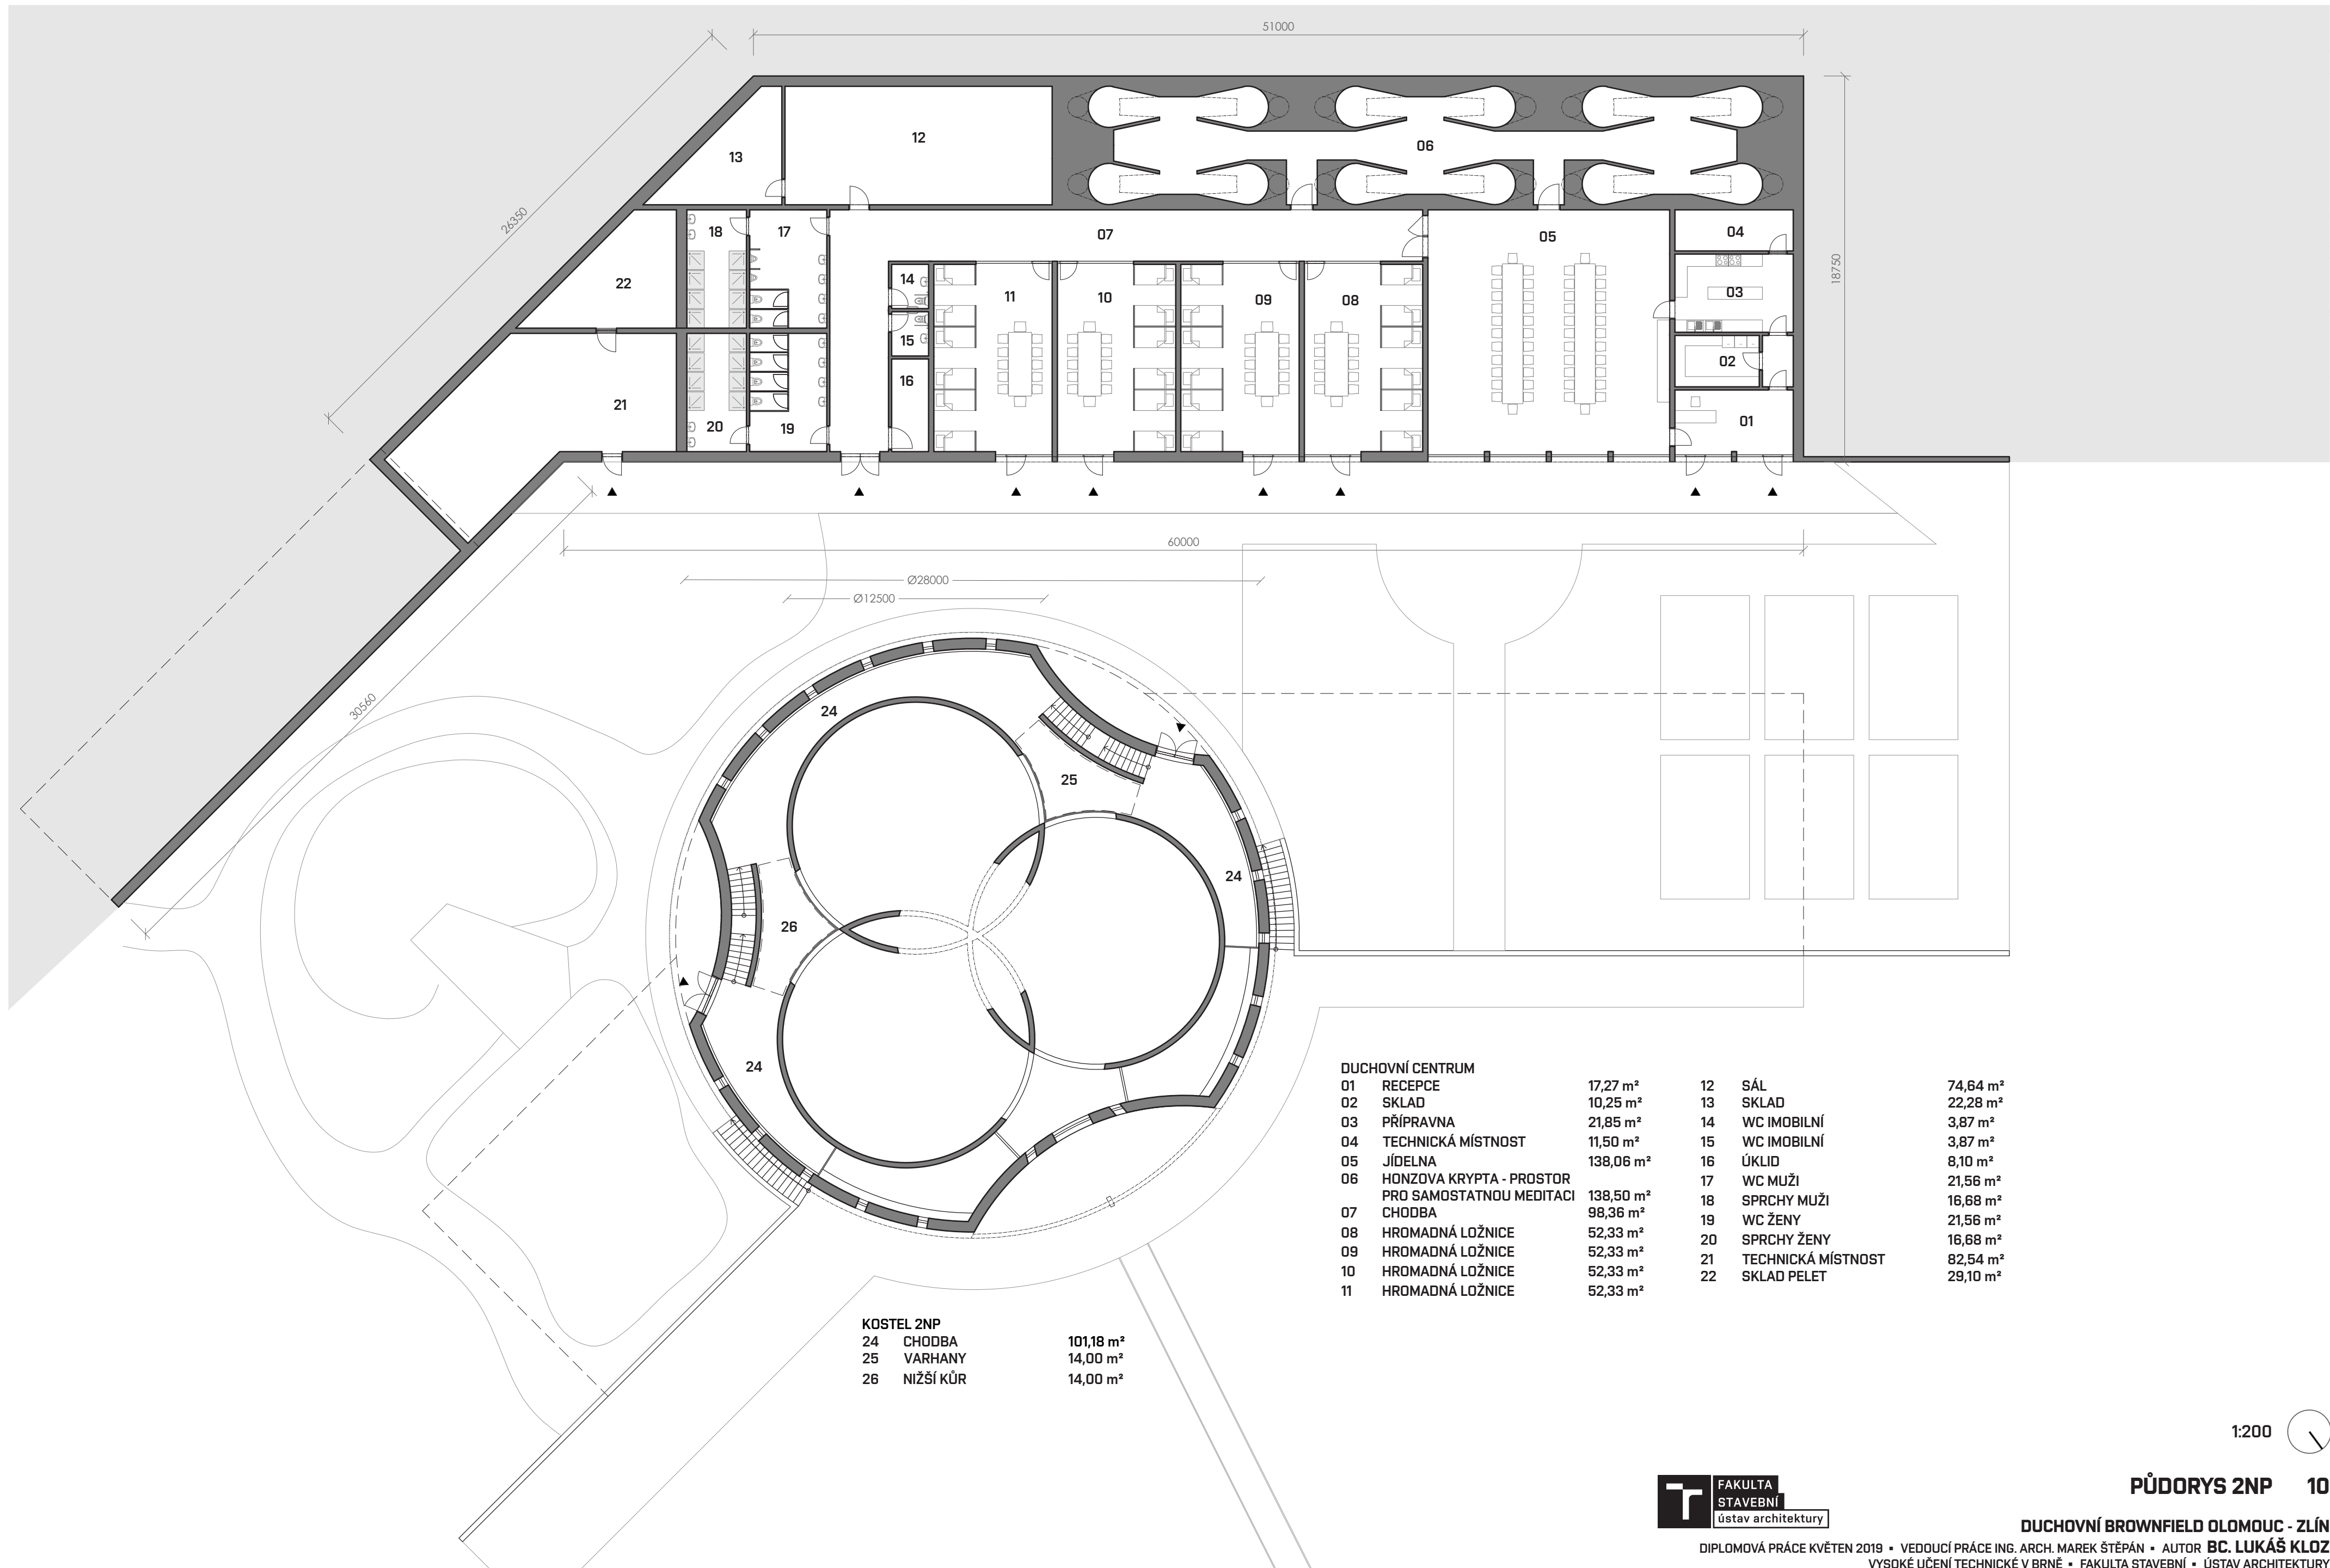 51000
26350
18750
13
12
06
18
17
07
05
04
22
14
11
10
09
08
03
15
02
16
21
20
19
01
60000
Ø28000
Ø12500
30560
24
25
24
26
24
DUCHOVNÍ CENTRUM
01 RECEPCE 17,27 m²
02 SKLAD 10,25 m²
03 PŘÍPRAVNA 21,85 m²
04 TECHNICKÁ MÍSTNOST 11,50 m²
05 JÍDELNA 138,06 m²
06 HONZOVA KRYPTA - PROSTOR
PRO SAMOSTATNOU MEDITACI 138,50 m²
07 CHODBA 98,36 m²
08 HROMADNÁ LOŽNICE 52,33 m²
09 HROMADNÁ LOŽNICE 52,33 m²
10 HROMADNÁ LOŽNICE 52,33 m²
11 HROMADNÁ LOŽNICE 52,33 m²
12 SÁL 74,64 m²
13 SKLAD 22,28 m²
14 WC IMOBILNÍ 3,87 m²
15 WC IMOBILNÍ 3,87 m²
16 ÚKLID 8,10 m²
17 WC MUŽI 21,56 m²
18 SPRCHY MUŽI 16,68 m²
19 WC ŽENY 21,56 m²
20 SPRCHY ŽENY 16,68 m²
21 TECHNICKÁ MÍSTNOST 82,54 m²
22 SKLAD PELET 29,10 m²
KOSTEL 2NP
24 CHODBA 101,18 m²
25 VARHANY 14,00 m²
26 NIŽŠÍ KŮR 14,00 m²
1:200
FAKULTA
STAVEBNÍ
ústav architektury
PŮDORYS 2NP 10
DUCHOVNÍ BROWNFIELD OLOMOUC - ZLÍN
DIPLOMOVÁ PRÁCE KVĚTEN 2019 ▪ VEDOUCÍ PRÁCE ING. ARCH. MAREK ŠTĚPÁN ▪ AUTOR BC. LUKÁŠ KLOZ
VYSOKÉ UČENÍ TECHNICKÉ V BRNĚ ▪ FAKULTA STAVEBNÍ ▪ ÚSTAV ARCHITEKTURY